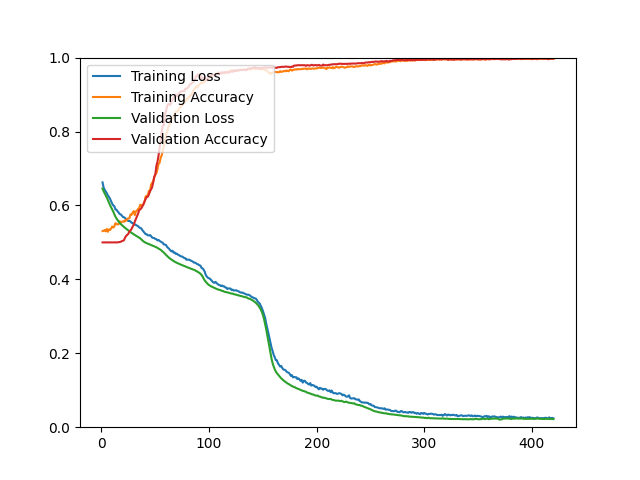 1.0
Training Loss
Training Accuracy
Validation Loss
Validation Accuracy
0.8
0.6
0.4
0.2
0.0
0 100 200 300 400